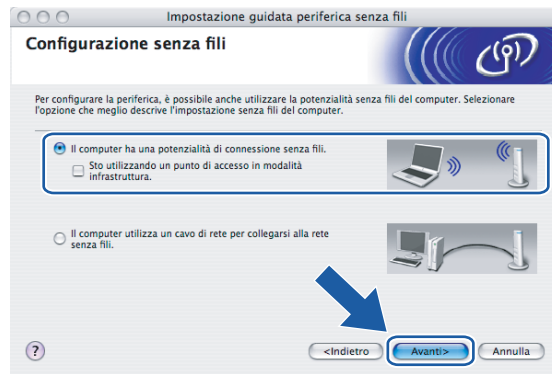 Impostazione guidata periferica senza fili
Configurazione senza fili
Per configurare la periferica, è possibile anche utilizzare la potenzialità senza fili del computer. Selezionare
l'opzione che meglio descrive l'impostazione senza fili del computer.
Il computer ha una potenzialità di connessione senza fili.
Sto utilizzando un punto di accesso in modalità
infrastruttura.
Il computer utilizza un cavo di rete per collegarsi alla rete
senza fili.
?
<Indietro
Avanti>
Annulla